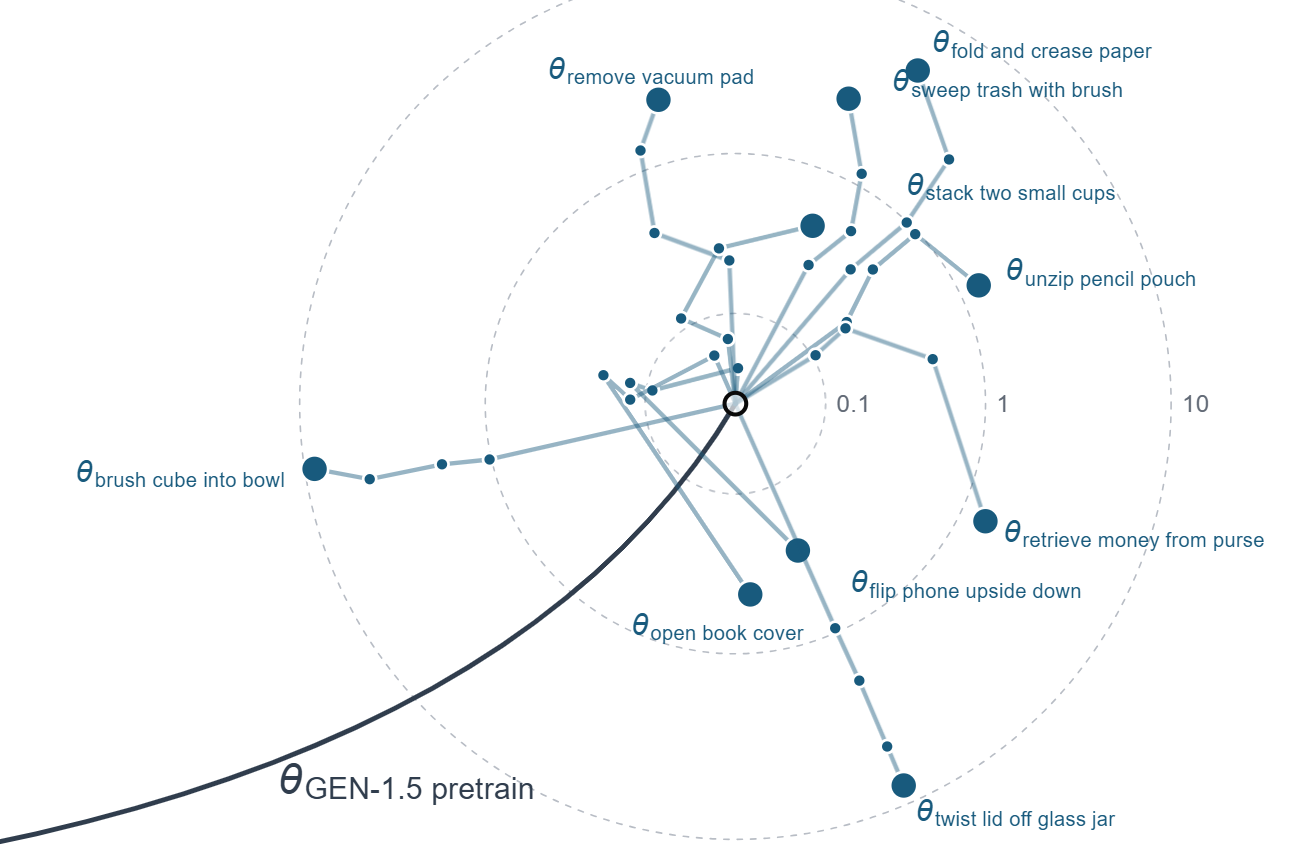 θfold and crease paper
θremove vacuum pad
θsweep trash with brush
θstack two small cups
θunzip pencil pouch
0.1
1
10
θbrush cube into bowl
θretrieve money from purse
θflip phone upside down
θopen book cover
θGEN-1.5 pretrain
θtwist lid off glass jar